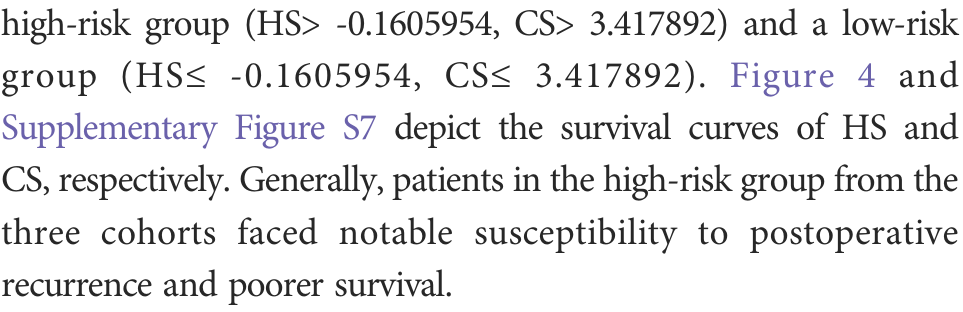 high-risk group (HS> -0.1605954, CS> 3.417892) and a low-risk
group (HS≤ -0.1605954, CS≤ 3.417892). Figure 4 and
Supplementary Figure S7 depict the survival curves of HS and
CS, respectively. Generally, patients in the high-risk group from the
three cohorts faced notable susceptibility to postoperative
recurrence and poorer survival.